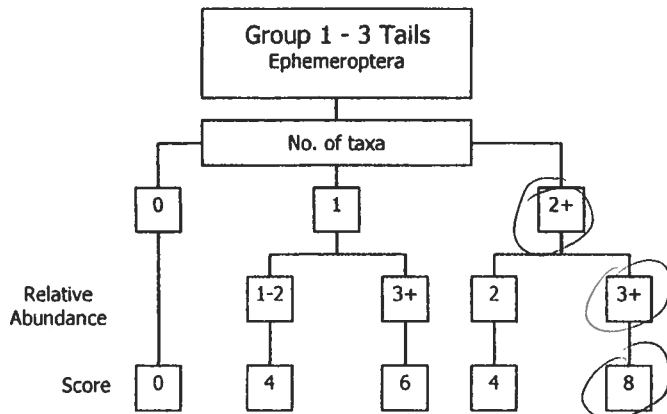 Group 1 - 3 Tails
Ephemeroptera
No. of taxa
0 1 2+
Relative
Abundance
1-2 3+ 2 3+
Score 0 4 6 4 8